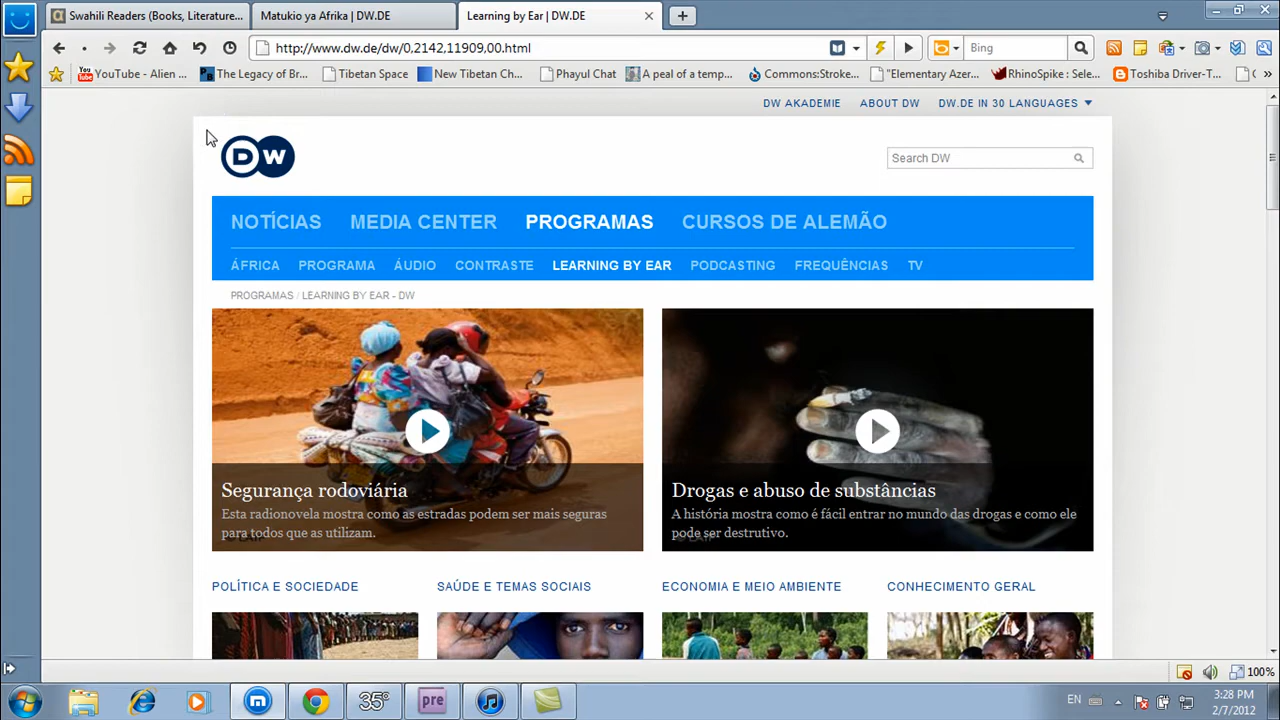 Swahili Readers (Books, Literature...
Matukio ya Afrika | DW.DE
Learning by Ear | DW.DE
http://www.dw.de/dw/0,2142,11909,00.html
Bing
YouTube - Alien ...
The Legacy of Br...
Tibetan Space
New Tibetan Ch...
Phayul Chat
A peal of a temp...
Commons:Stroke...
"Elementary Azer...
RhinoSpike : Sele...
Toshiba Driver-T...
DW AKADEMIE
ABOUT DW
DW.DE IN 30 LANGUAGES
DW
Search DW
NOTÍCIAS
MEDIA CENTER
PROGRAMAS
CURSOS DE ALEMÃO
ÁFRICA
PROGRAMA
ÁUDIO
CONTRASTE
LEARNING BY EAR
PODCASTING
FREQUÊNCIAS
TV
PROGRAMAS / LEARNING BY EAR - DW
Segurança rodoviária
Esta radionovela mostra como as estradas podem ser mais seguras
para todos que as utilizam.
Drogas e abuso de substâncias
A história mostra como é fácil entrar no mundo das drogas e como ele
pode ser destrutivo.
POLÍTICA E SOCIEDADE
SAÚDE E TEMAS SOCIAIS
ECONOMIA E MEIO AMBIENTE
CONHECIMENTO GERAL
100%
35°
pre
EN
3:28 PM
2/7/2012